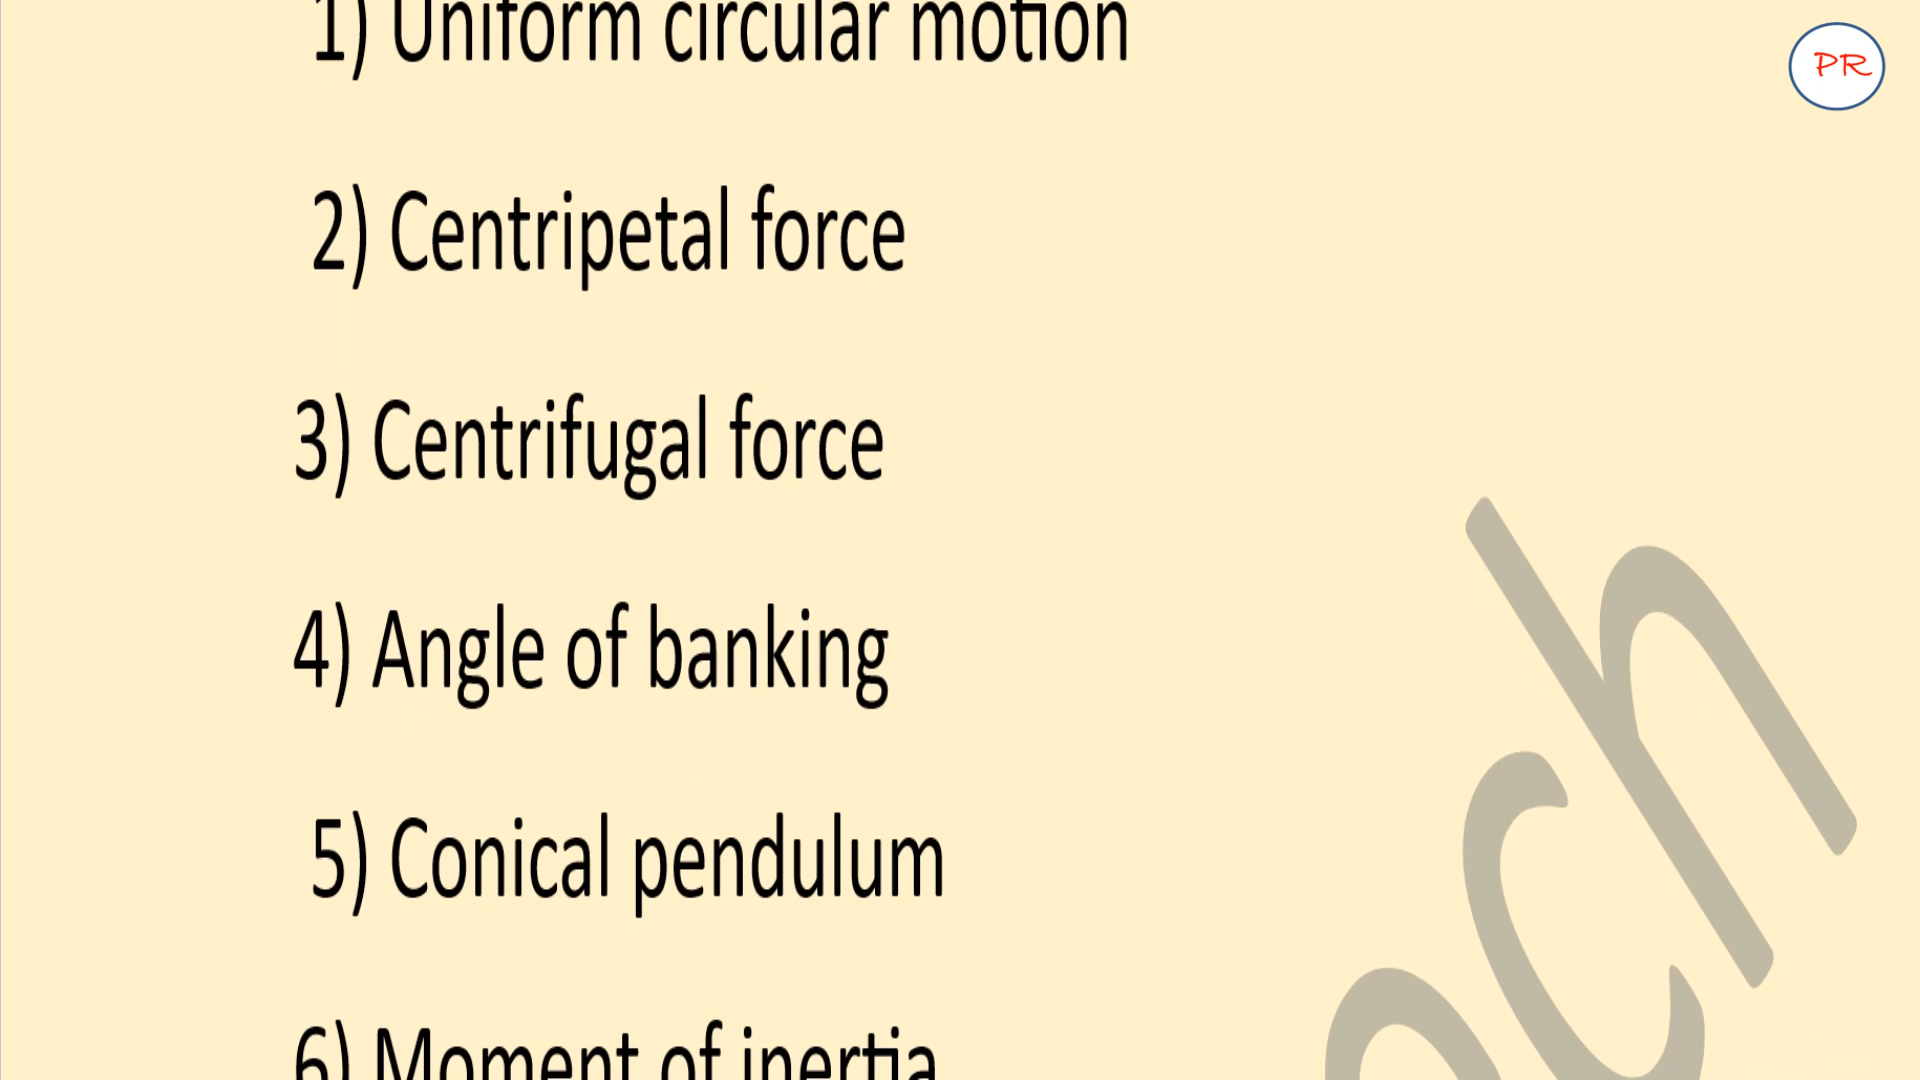 1) Uniform circular motion
PR
2) Centripetal force
3) Centrifugal force
4) Angle of banking
5) Conical pendulum
6) Moment of inertia